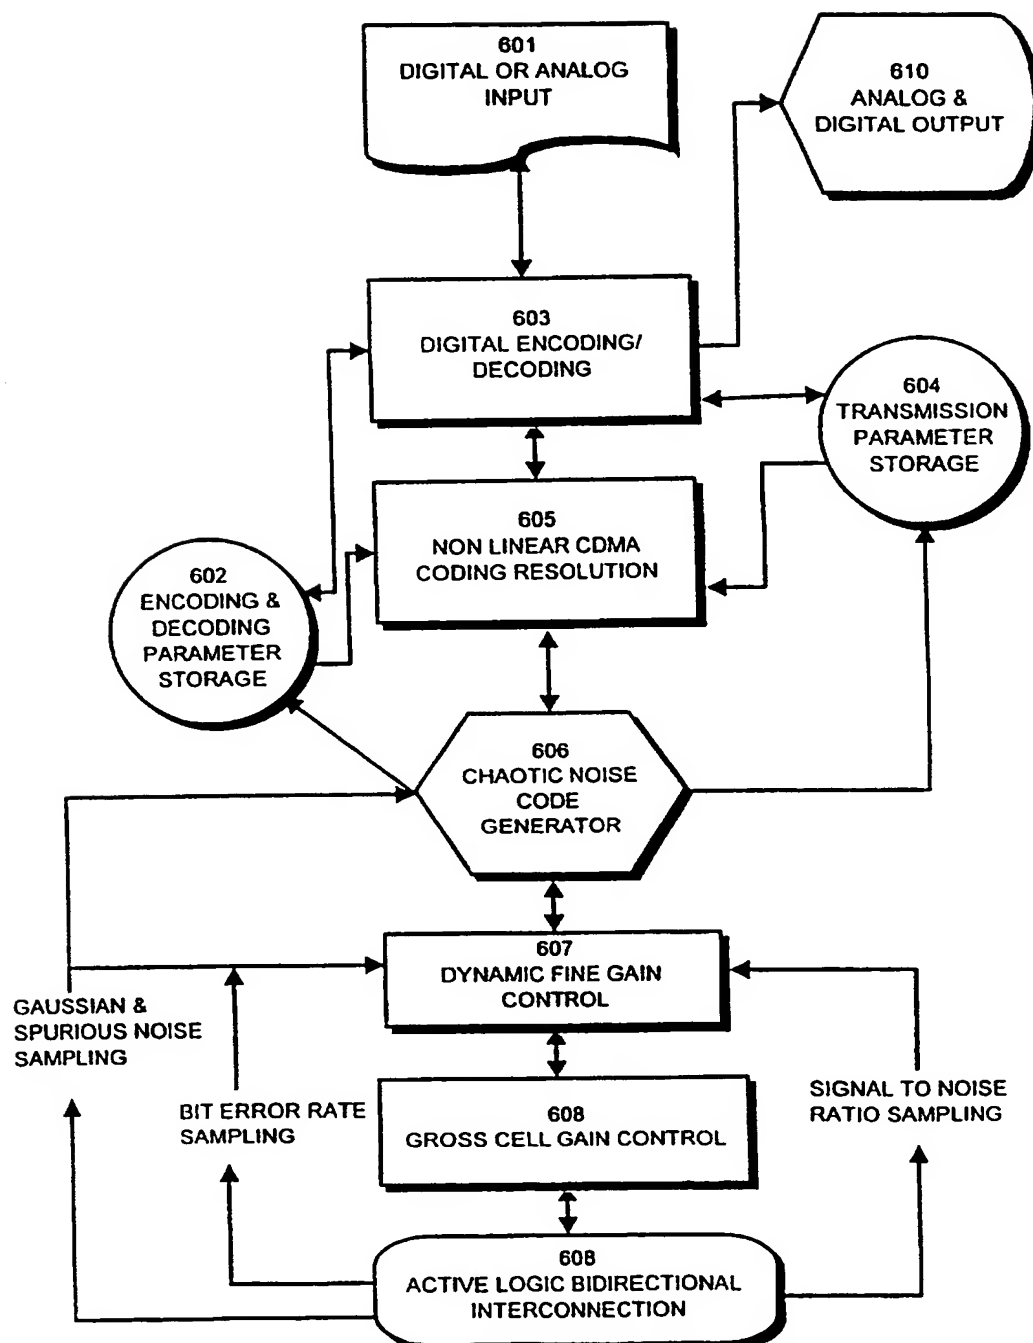 601
DIGITAL OR ANALOG
INPUT
610
ANALOG &
DIGITAL OUTPUT
603
DIGITAL ENCODING/
DECODING
604
TRANSMISSION
PARAMETER
STORAGE
605
NON LINEAR CDMA
CODING RESOLUTION
602
ENCODING &
DECODING
PARAMETER
STORAGE
606
CHAOTIC NOISE
CODE
GENERATOR
607
DYNAMIC FINE GAIN
CONTROL
GAUSSIAN &
SPURIOUS NOISE
SAMPLING
BIT ERROR RATE
SAMPLING
SIGNAL TO NOISE
RATIO SAMPLING
608
GROSS CELL GAIN CONTROL
608
ACTIVE LOGIC BIDIRECTIONAL
INTERCONNECTION